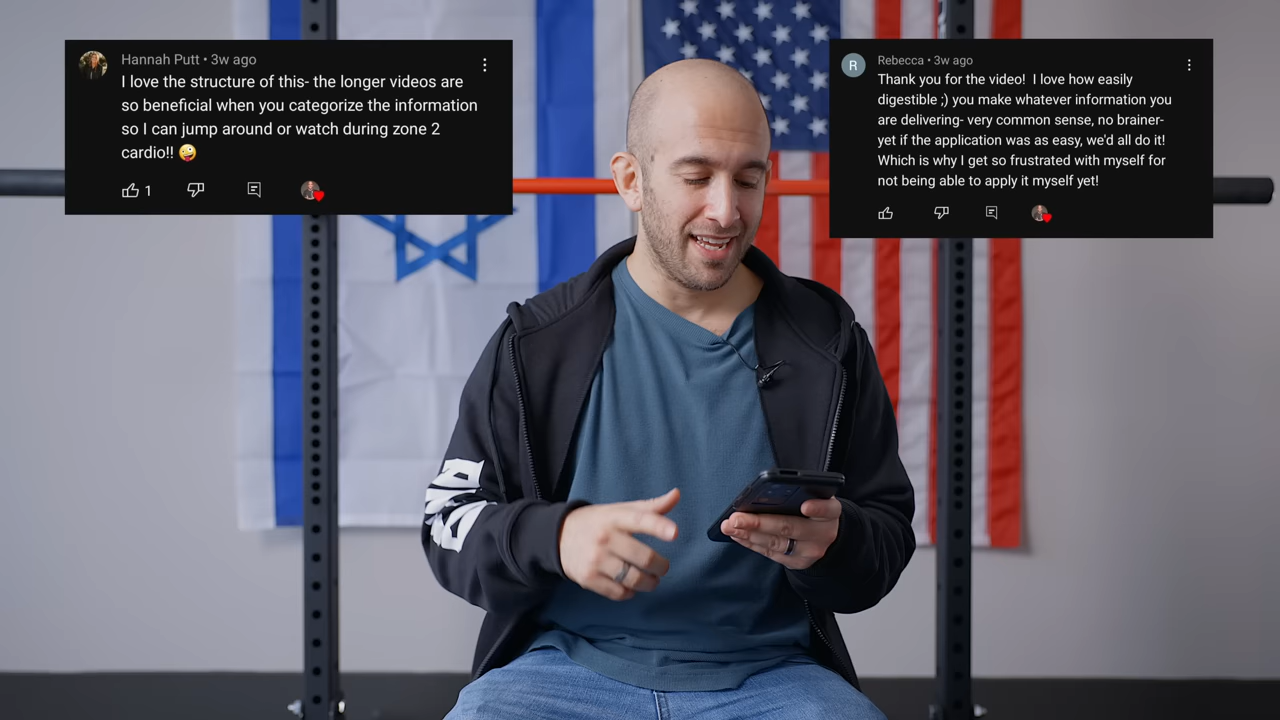 Hannah Putt • 3w ago
I love the structure of this- the longer videos are
so beneficial when you categorize the information
so I can jump around or watch during zone 2
cardio!! 🤪
1
R
Rebecca • 3w ago
Thank you for the video!  I love how easily
digestible ;) you make whatever information you
are delivering- very common sense, no brainer-
yet if the application was as easy, we'd all do it!
Which is why I get so frustrated with myself for
not being able to apply it myself yet!